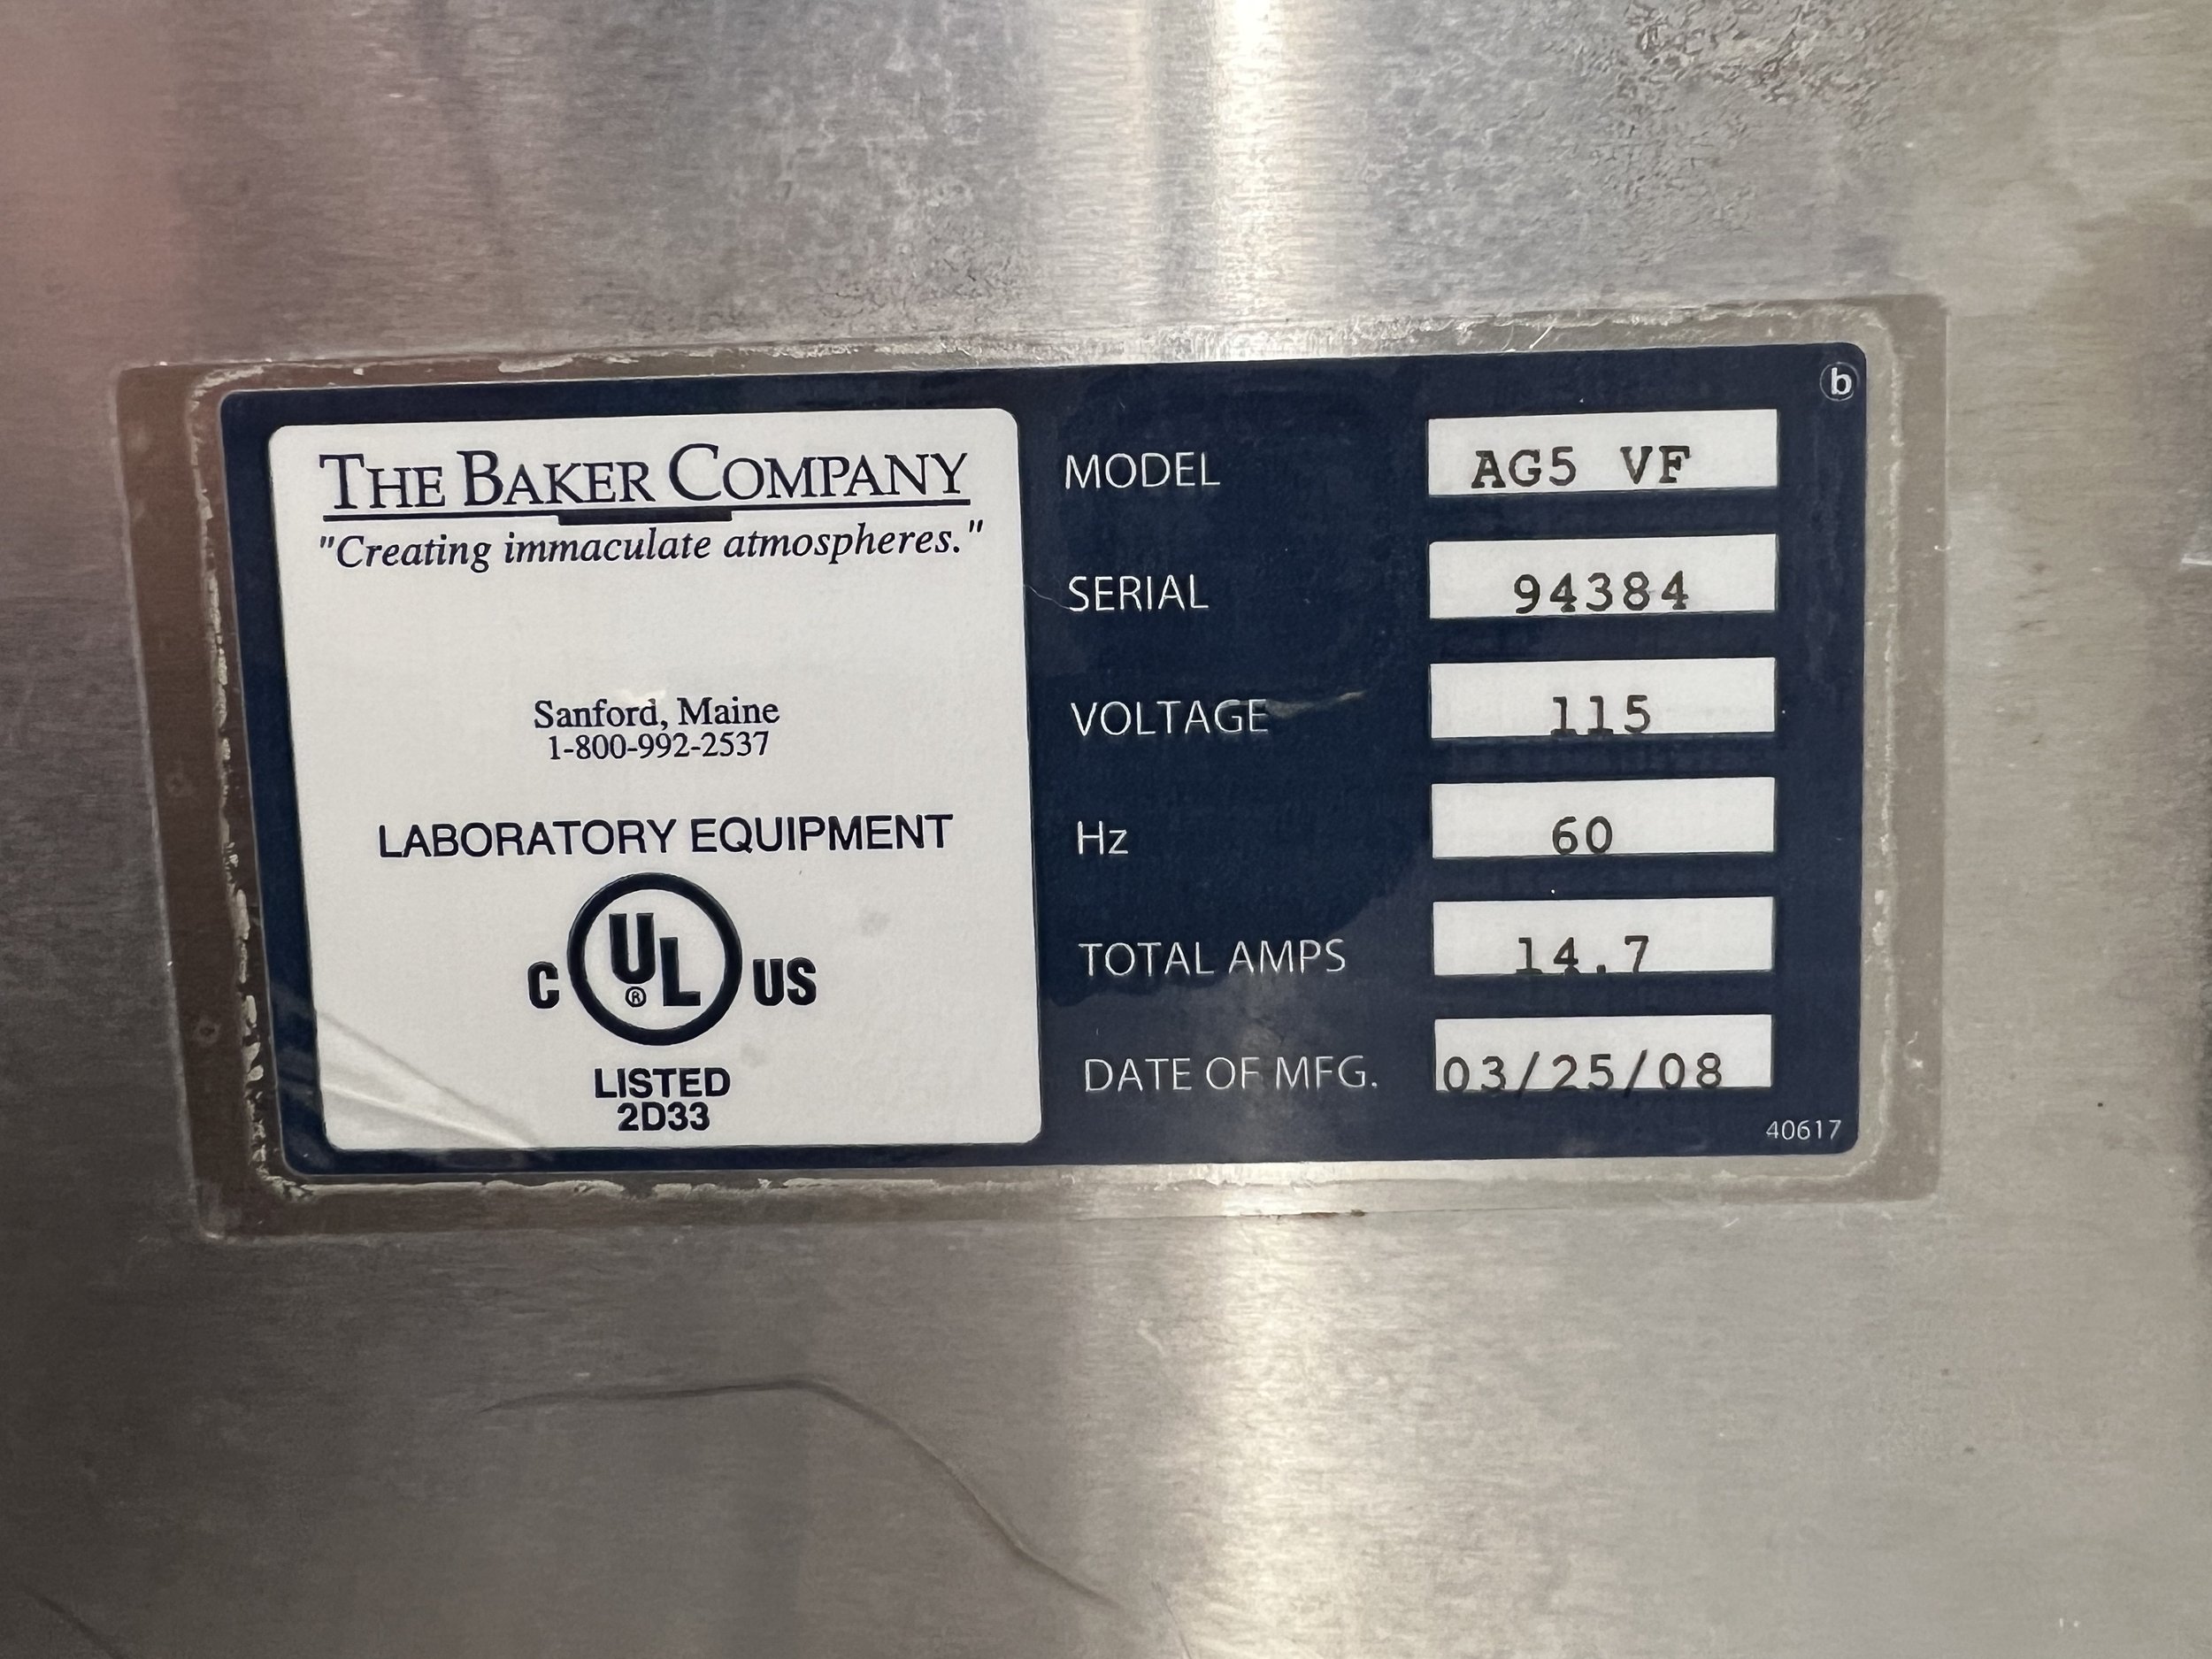 THE BAKER COMPANY
"Creating immaculate atmospheres."
Sanford, Maine
1-800-992-2537
LABORATORY EQUIPMENT
C UL ® US
LISTED
2D33
b
MODEL AG5 VF
SERIAL 94384
VOLTAGE 115
Hz 60
TOTAL AMPS 14.7
DATE OF MFG. 03/25/08
40617